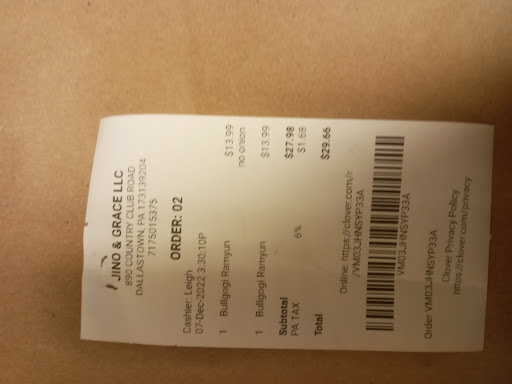 JINO & GRACE LLC
890 COUNTRY CLUB ROAD
DALLASTOWN, PA 173139204
7175015375
ORDER: 02
Cashier: Leigh
07-Dec-2022 3:30:10P
1 Bullgogi Ramyun $13.99
no onion
1 Bullgogi Ramyun $13.99
Subtotal $27.98
PA TAX 6% $1.68
Total $29.66
Online: https://clover.com/r
/VM03JHNSYP33A
VM03JHNSYP33A
Order VM03JHNSYP33A
Clover Privacy Policy
https://clover.com/privacy